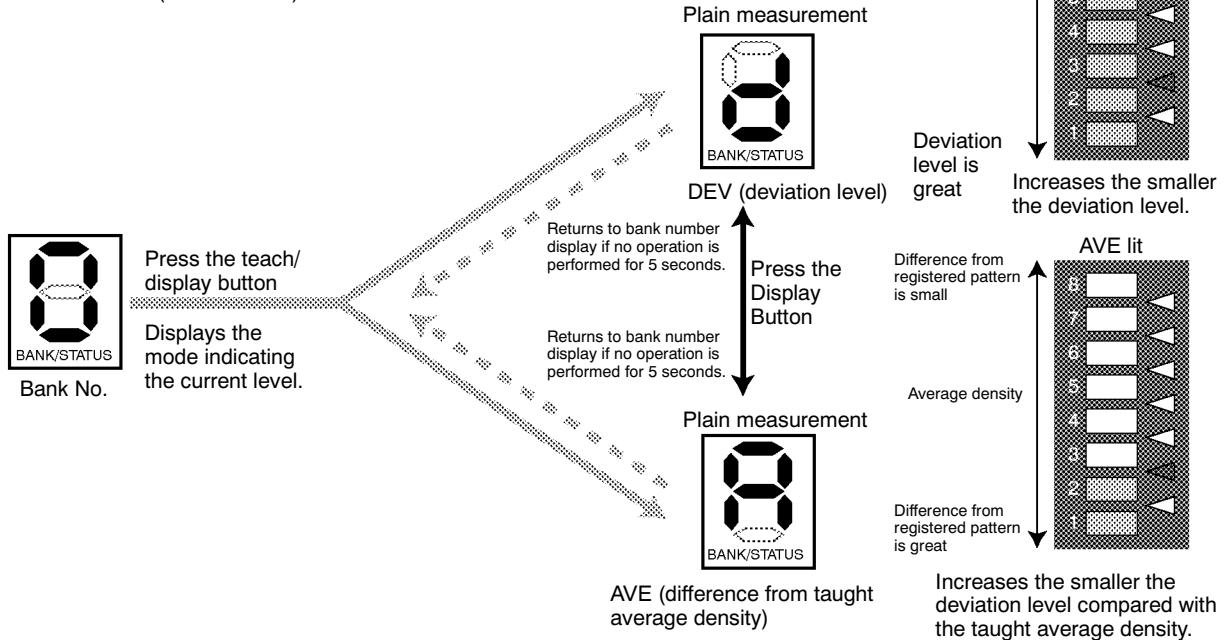 Plain measurement
BANK/STATUS
DEV (deviation level)
Deviation
level is
great
4
3
2
1
Increases the smaller
the deviation level.
BANK/STATUS
Bank No.
Press the teach/
display button
Displays the
mode indicating
the current level.
Returns to bank number
display if no operation is
performed for 5 seconds.
Press the
Display
Button
Returns to bank number
display if no operation is
performed for 5 seconds.
Plain measurement
BANK/STATUS
AVE (difference from taught
average density)
AVE lit
Difference from
registered pattern
is small
Average density
Difference from
registered pattern
is great
8
7
6
5
4
3
2
1
Increases the smaller the
deviation level compared with
the taught average density.